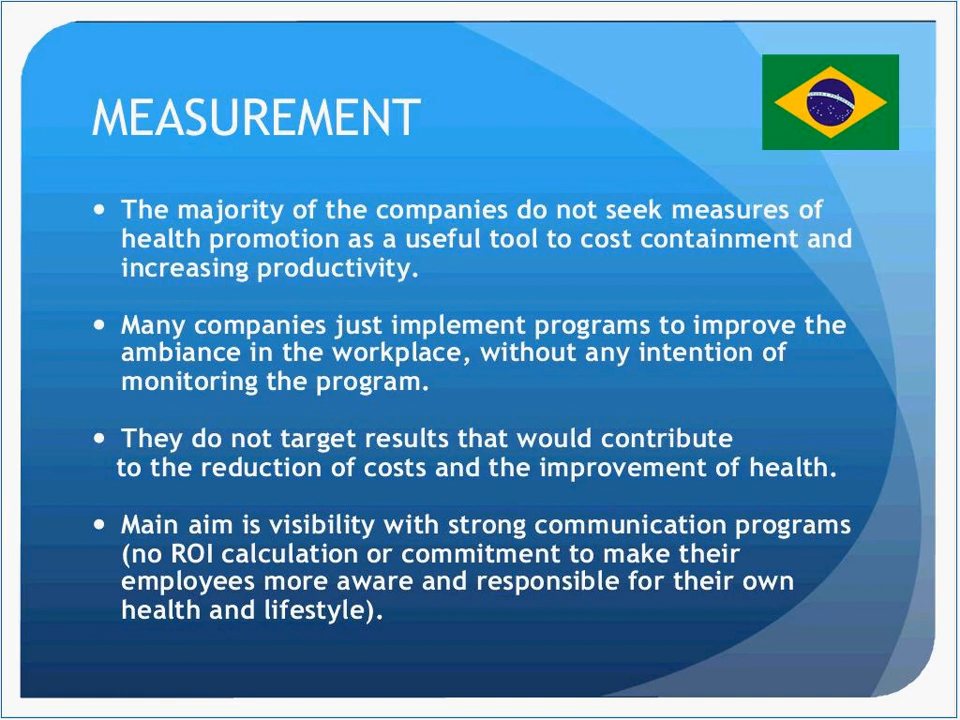 MEASUREMENT
• The majority of the companies do not seek measures of
health promotion as a useful tool to cost containment and
increasing productivity.
• Many companies just implement programs to improve the
ambiance in the workplace, without any intention of
monitoring the program.
• They do not target results that would contribute
to the reduction of costs and the improvement of health.
• Main aim is visibility with strong communication programs
(no ROI calculation or commitment to make their
employees more aware and responsible for their own
health and lifestyle).